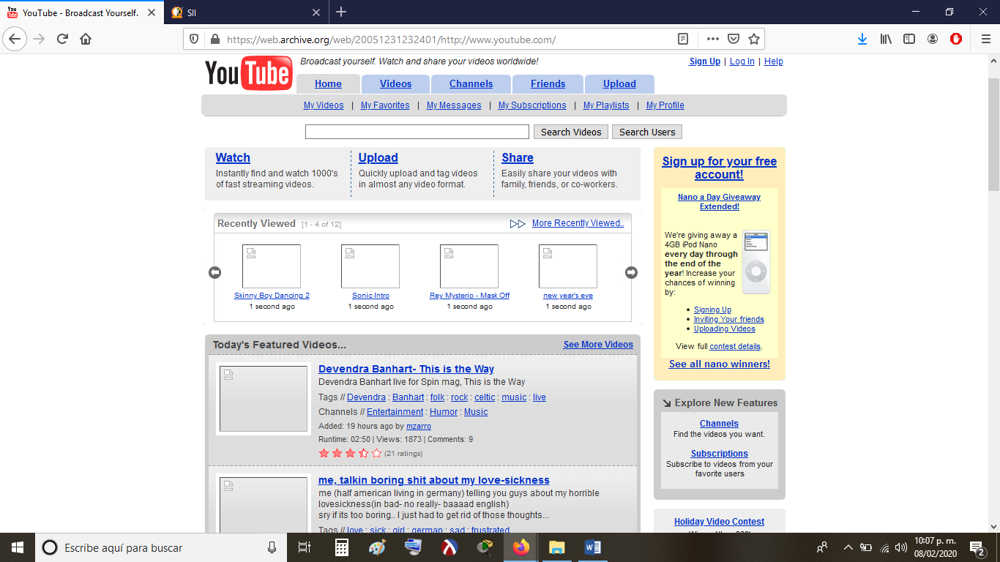 YouTube - Broadcast Yourself.
SII
https://web.archive.org/web/20051231232401/http://www.youtube.com/
YouTube
Broadcast yourself. Watch and share your videos worldwide!
Sign Up | Log In | Help
Home Videos Channels Friends Upload
My Videos | My Favorites | My Messages | My Subscriptions | My Playlists | My Profile
Search Videos Search Users
Watch
Instantly find and watch 1000's
of fast streaming videos.
Upload
Quickly upload and tag videos
in almost any video format.
Share
Easily share your videos with
family, friends, or co-workers.
Recently Viewed [1 - 4 of 12]
More Recently Viewed..
Skinny Boy Dancing 2
1 second ago
Sonic Intro
1 second ago
Rey Mysterio - Mask Off
1 second ago
new year's eve
1 second ago
Today's Featured Videos...
See More Videos
Devendra Banhart- This is the Way
Devendra Banhart live for Spin mag, This is the Way
Tags // Devendra : Banhart : folk : rock : celtic : music : live
Channels // Entertainment : Humor : Music
Added: 19 hours ago by mzarro
Runtime: 02:50 | Views: 1873 | Comments: 9
(21 ratings)
me, talkin boring shit about my love-sickness
me (half american living in germany) telling you guys about my horrible
lovesickness(in bad- no really- baaaad english)
sry if its too boring.. I just had to get rid of those thoughts...
Tags // love : sick : girl : german : sad : frustrated
Sign up for your free
account!
Nano a Day Giveaway
Extended!
We're giving away a
4GB iPod Nano
every day through
the end of the
year! Increase your
chances of winning
by:
• Signing Up
• Inviting Your friends
• Uploading Videos
View full contest details.
See all nano winners!
Explore New Features
Channels
Find the videos you want.
Subscriptions
Subscribe to videos from your
favorite users
Holiday Video Contest
Escribe aquí para buscar
10:07 p. m.
08/02/2020
2